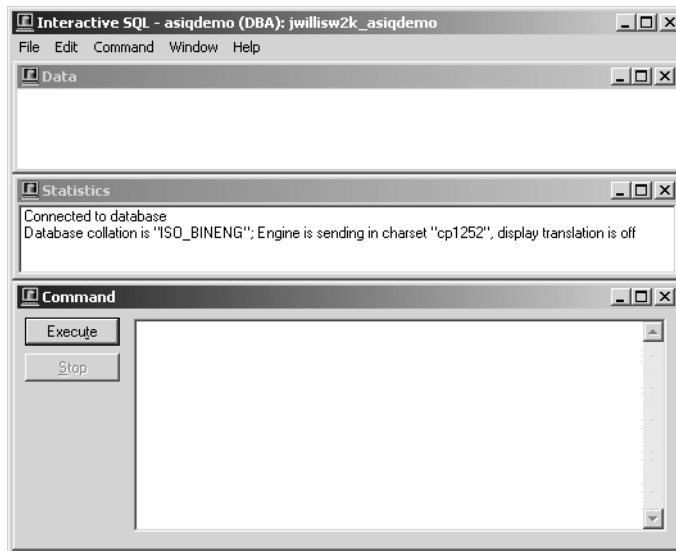 Interactive SQL - asiqdemo (DBA): jwillisw2k_asiqdemo
File Edit Command Window Help
Data
Statistics
Connected to database
Database collation is "ISO_BINENG"; Engine is sending in charset "cp1252", display translation is off
Command
Execute
Stop